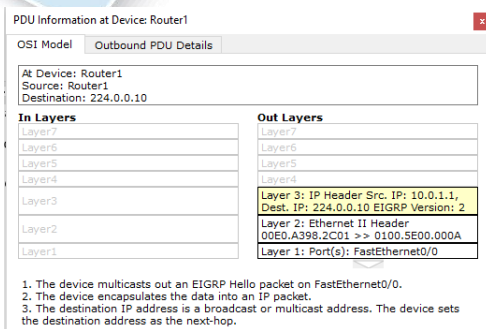 PDU Information at Device: Router1
x
OSI Model
Outbound PDU Details
At Device: Router1
Source: Router1
Destination: 224.0.0.10
In Layers
Layer7
Layer6
Layer5
Layer4
Layer3
Layer2
Layer1
Out Layers
Layer7
Layer6
Layer5
Layer4
Layer 3: IP Header Src. IP: 10.0.1.1,
Dest. IP: 224.0.0.10 EIGRP Version: 2
Layer 2: Ethernet II Header
00E0.A398.2C01 >> 0100.5E00.000A
Layer 1: Port(s): FastEthernet0/0
1. The device multicasts out an EIGRP Hello packet on FastEthernet0/0.
2. The device encapsulates the data into an IP packet.
3. The destination IP address is a broadcast or multicast address. The device sets
the destination address as the next-hop.